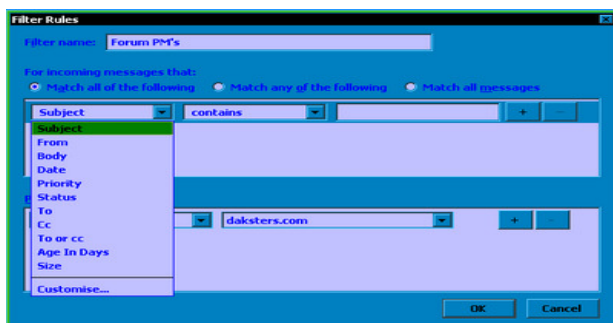 Filter Rules
Filter name: Forum PM's
For incoming messages that:
Match all of the following Match any of the following Match all messages
Subject contains + -
Subject
From
Body
Date
Priority
Status
To
Cc
daksters.com + -
To or cc
Age In Days
Size
Customise...
OK Cancel